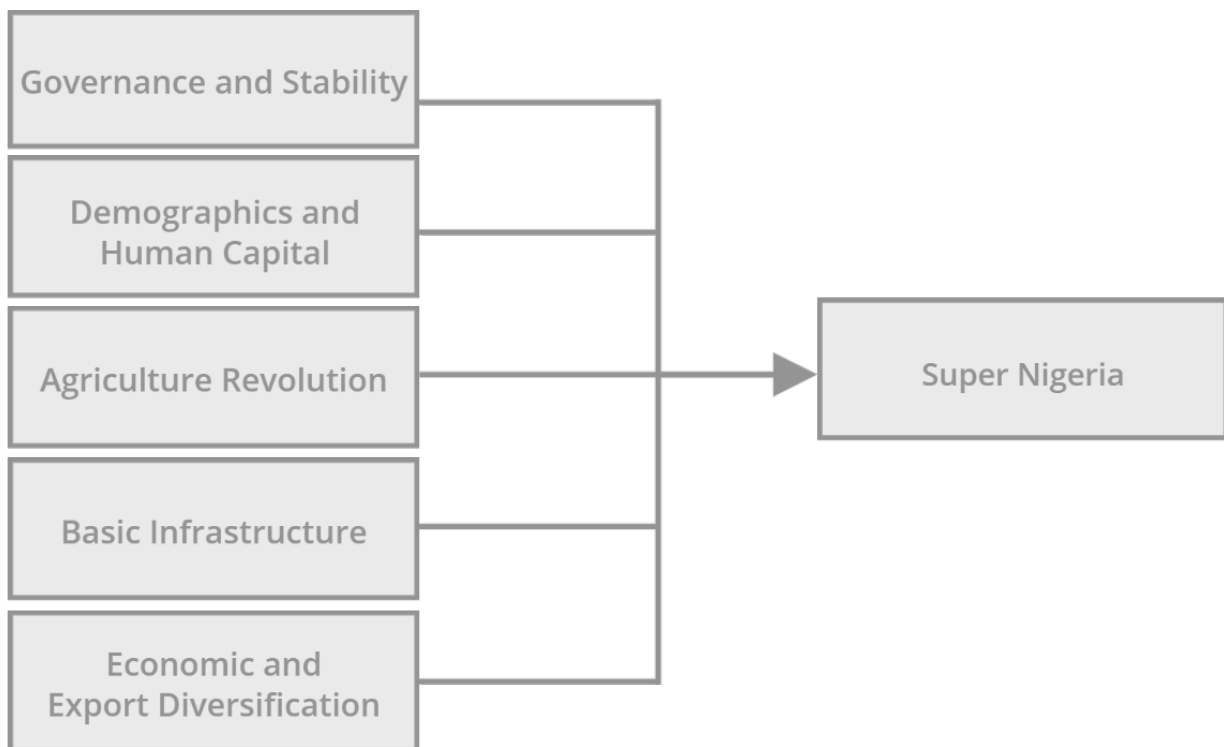 Governance and Stability
Demographics and
Human Capital
Agriculture Revolution
Super Nigeria
Basic Infrastructure
Economic and
Export Diversification